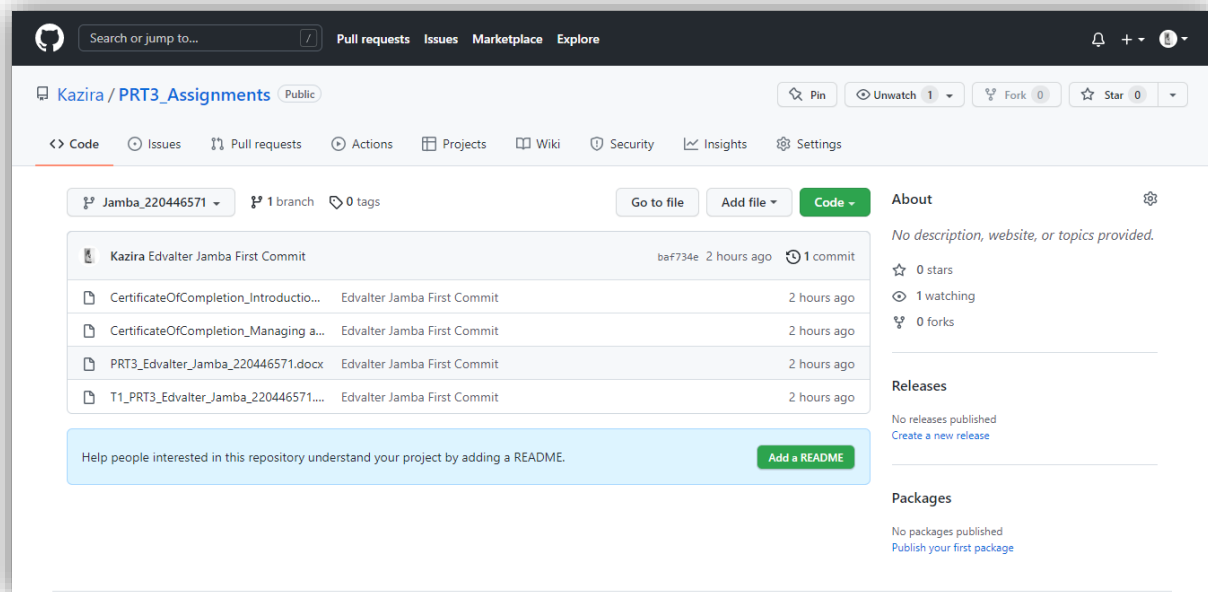 Search or jump to... /
Pull requests Issues Marketplace Explore
Kazira / PRT3_Assignments Public
Pin Unwatch 1 Fork 0 Star 0
Code Issues Pull requests Actions Projects Wiki Security Insights Settings
Jamba_220446571 1 branch 0 tags Go to file Add file Code
Kazira Edvalter Jamba First Commit baf734e 2 hours ago 1 commit
CertificateOfCompletion_Introductio... Edvalter Jamba First Commit 2 hours ago
CertificateOfCompletion_Managing a... Edvalter Jamba First Commit 2 hours ago
PRT3_Edvalter_Jamba_220446571.docx Edvalter Jamba First Commit 2 hours ago
T1_PRT3_Edvalter_Jamba_220446571.... Edvalter Jamba First Commit 2 hours ago
Help people interested in this repository understand your project by adding a README. Add a README
About
No description, website, or topics provided.
0 stars
1 watching
0 forks
Releases
No releases published
Create a new release
Packages
No packages published
Publish your first package